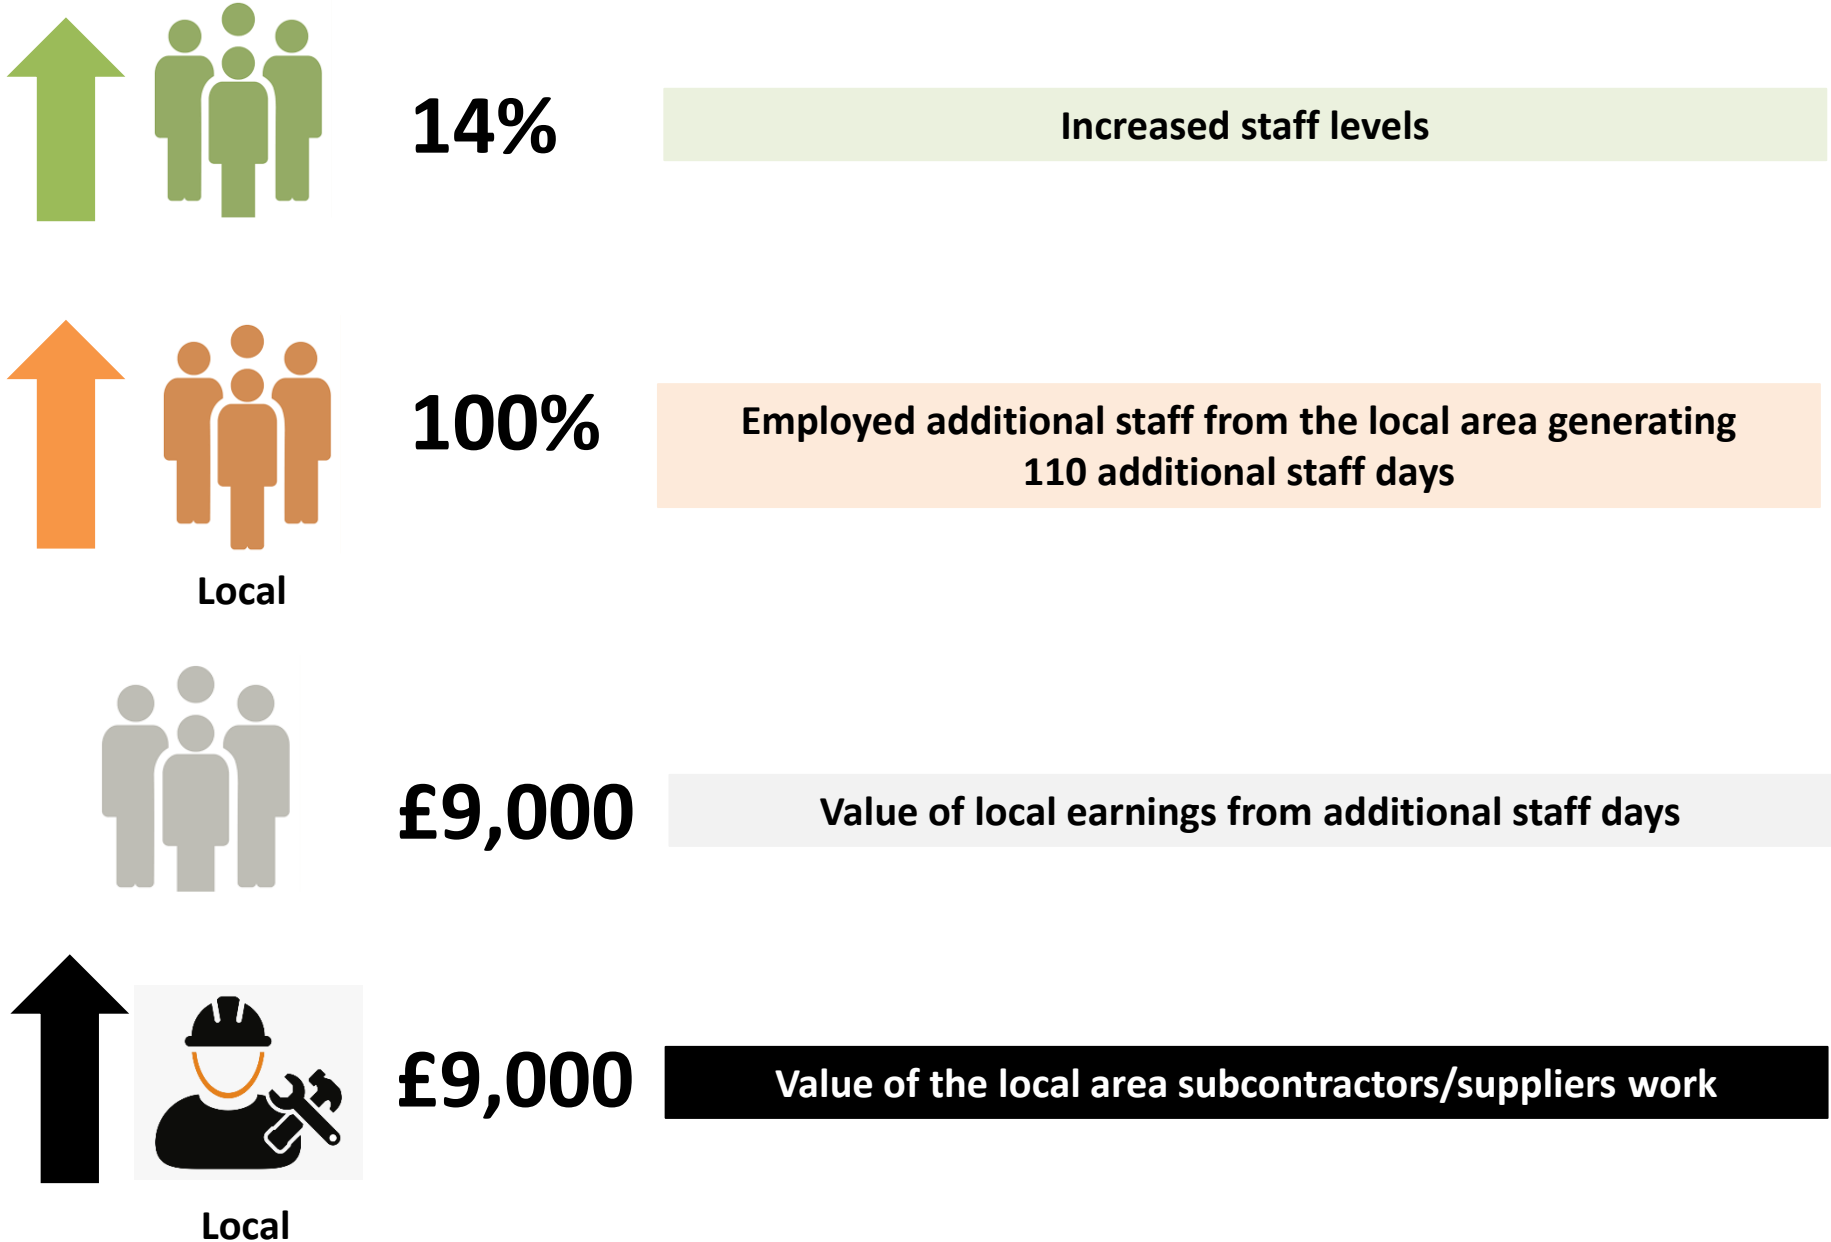 14%
Increased staff levels
100%
Employed additional staff from the local area generating
110 additional staff days
Local
£9,000
Value of local earnings from additional staff days
£9,000
Value of the local area subcontractors/suppliers work
Local